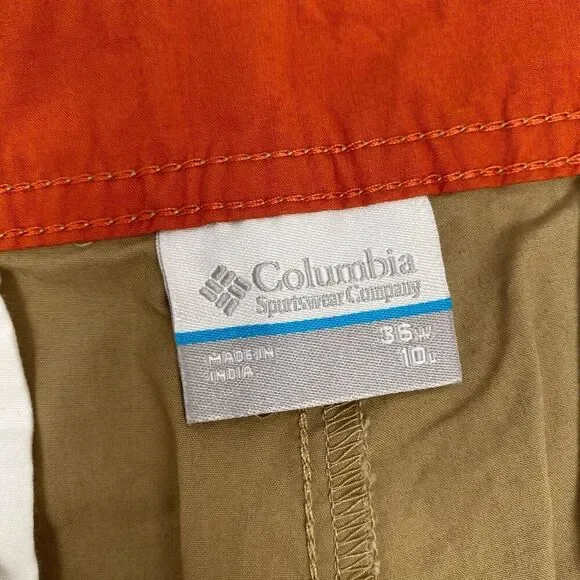 Columbia
Sportswear Company
36W
MADE IN
INDIA
10L